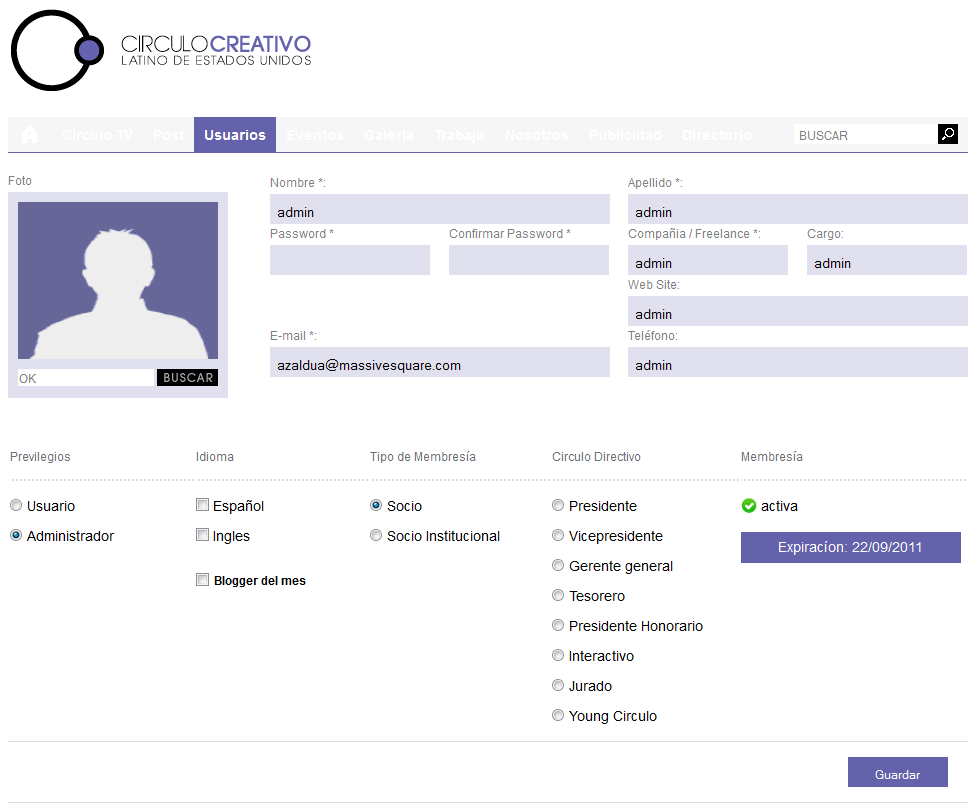 CIRCULOCREATIVO
LATINO DE ESTADOS UNIDOS
Circulo TV Post Usuarios Eventos Galeria Trabajo Nosotros Publicidad Directorio BUSCAR
Foto
Nombre *:
Apellido *:
admin
admin
Password *
Confirmar Password *
Compañia / Freelance *:
Cargo:
admin
admin
Web Site:
admin
E-mail *:
Teléfono:
azaldua@massivesquare.com
admin
OK
BUSCAR
Previlegios
Idioma
Tipo de Membresía
Circulo Directivo
Membresía
Usuario
Español
Socio
Presidente
activa
Administrador
Ingles
Socio Institucional
Vicepresidente
Expiracíon: 22/09/2011
Gerente general
Blogger del mes
Tesorero
Presidente Honorario
Interactivo
Jurado
Young Circulo
Guardar